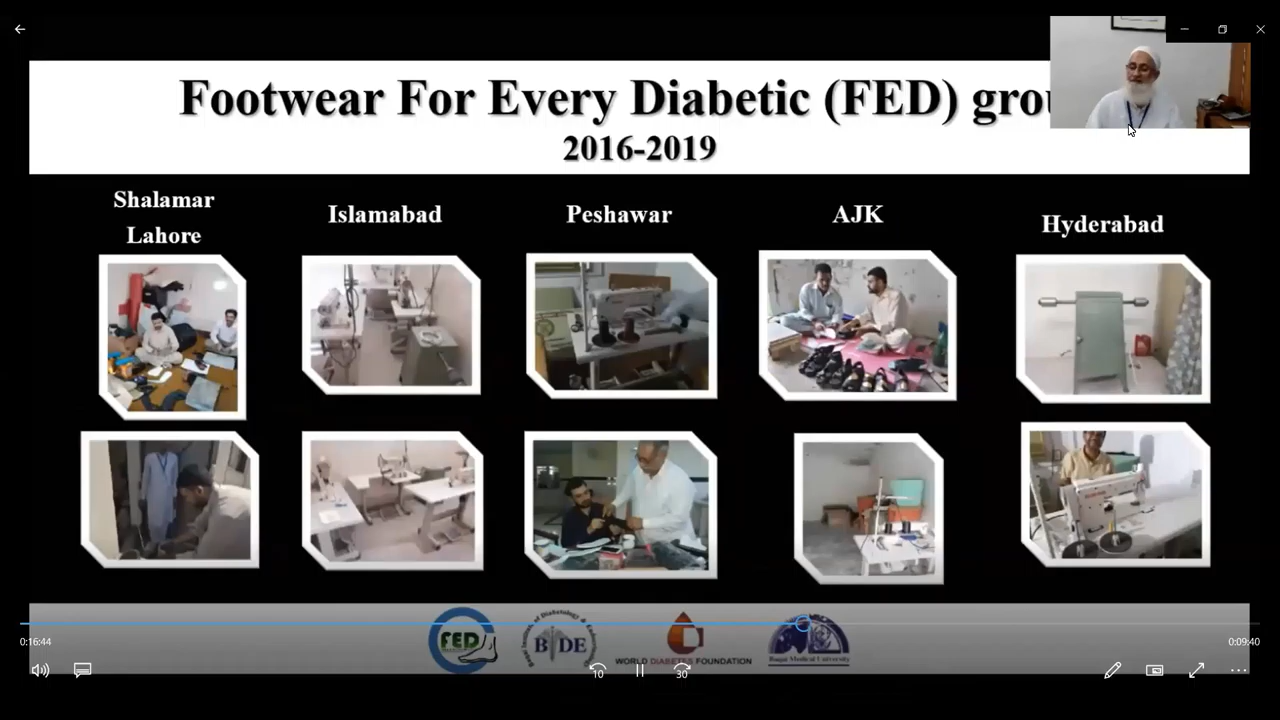 Footwear For Every Diabetic (FED) grou
2016-2019
Shalamar
Lahore
Islamabad
Peshawar
AJK
Hyderabad
FED
BIDE
WORLD DIABETES FOUNDATION
Baqai Medical University
0:16:44
0:09:40
10
30